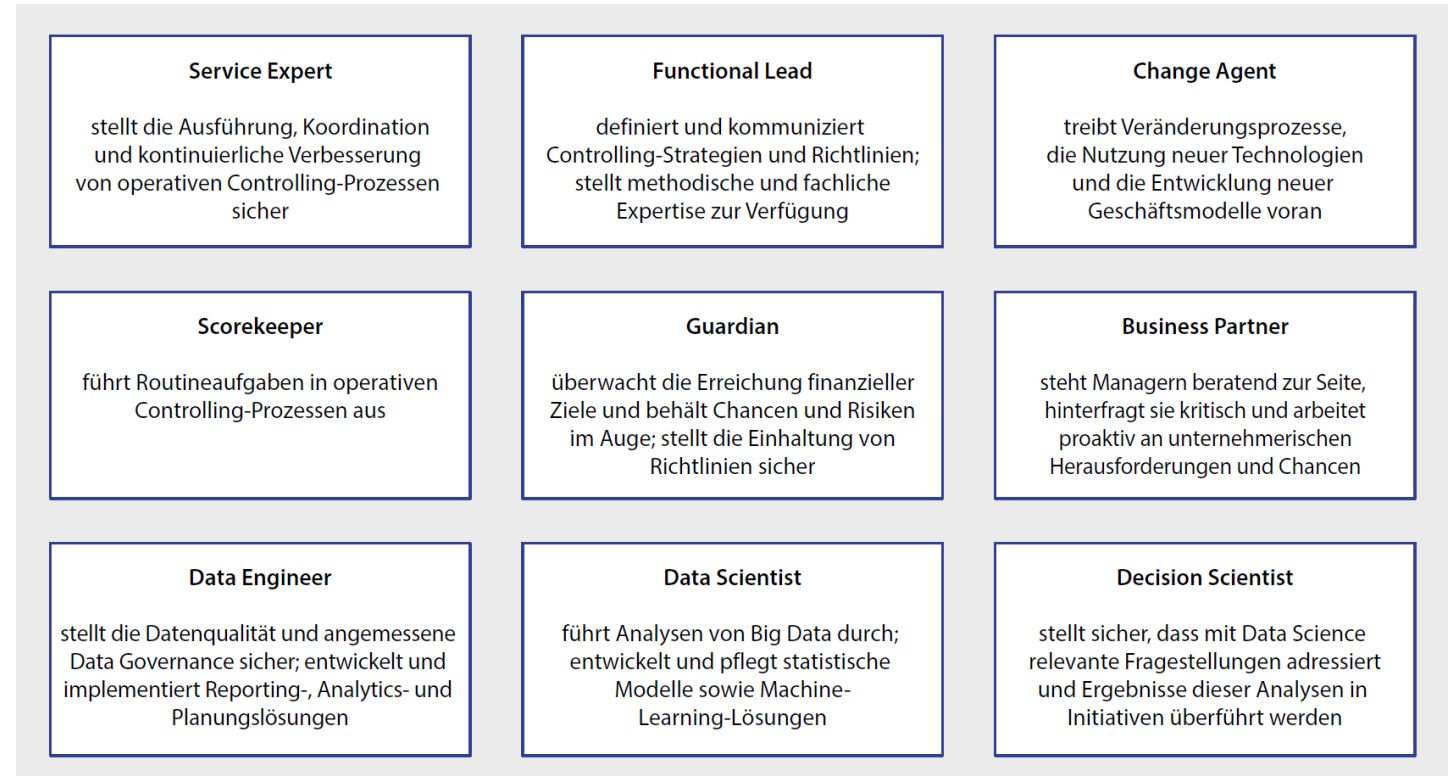 Service Expert
stellt die Ausführung, Koordination
und kontinuierliche Verbesserung
von operativen Controlling-Prozessen
sicher
Functional Lead
definiert und kommuniziert
Controlling-Strategien und Richtlinien;
stellt methodische und fachliche
Expertise zur Verfügung
Change Agent
treibt Veränderungsprozesse,
die Nutzung neuer Technologien
und die Entwicklung neuer
Geschäftsmodelle voran
Scorekeeper
führt Routineaufgaben in operativen
Controlling-Prozessen aus
Guardian
überwacht die Erreichung finanzieller
Ziele und behält Chancen und Risiken
im Auge; stellt die Einhaltung von
Richtlinien sicher
Business Partner
steht Managern beratend zur Seite,
hinterfragt sie kritisch und arbeitet
proaktiv an unternehmerischen
Herausforderungen und Chancen
Data Engineer
stellt die Datenqualität und angemessene
Data Governance sicher; entwickelt und
implementiert Reporting-, Analytics- und
Planungslösungen
Data Scientist
führt Analysen von Big Data durch;
entwickelt und pflegt statistische
Modelle sowie Machine-
Learning-Lösungen
Decision Scientist
stellt sicher, dass mit Data Science
relevante Fragestellungen adressiert
und Ergebnisse dieser Analysen in
Initiativen überführt werden